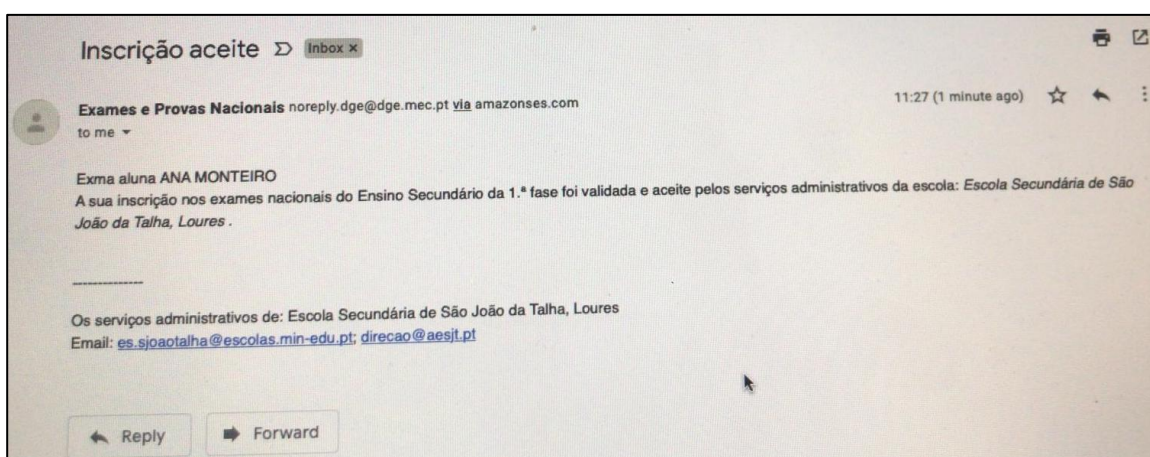 Inscrição aceite Inbox ×
Exames e Provas Nacionais noreply.dge@dge.mec.pt via amazonses.com 11:27 (1 minute ago)
to me
Exma aluna ANA MONTEIRO
A sua inscrição nos exames nacionais do Ensino Secundário da 1.ª fase foi validada e aceite pelos serviços administrativos da escola: Escola Secundária de São
João da Talha, Loures .
---------------
Os serviços administrativos de: Escola Secundária de São João da Talha, Loures
Email: es.sjoaotalha@escolas.min-edu.pt; direcao@aesjt.pt
Reply Forward